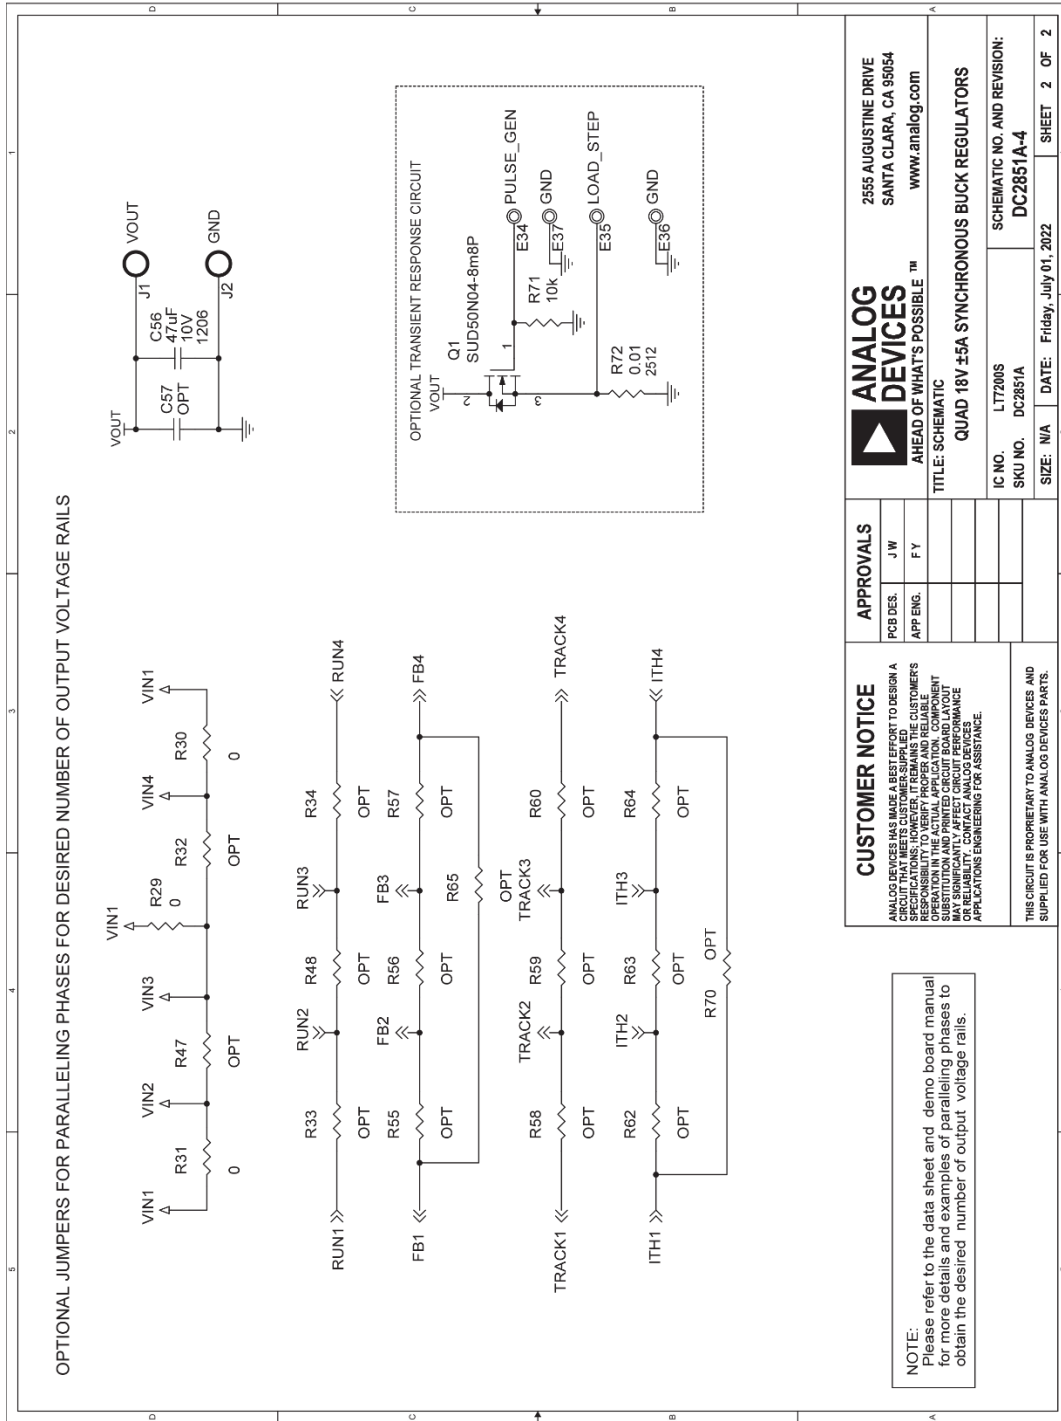 5
4
3
2
1
D
D
C
C
B
B
A
A
OPTIONAL JUMPERS FOR PARALLELING PHASES FOR DESIRED NUMBER OF OUTPUT VOLTAGE RAILS
VIN1
R31
0
VIN2
R47
OPT
VIN3
VIN1
R29
0
R32
OPT
VIN4
R30
0
VIN1
RUN1
R33
OPT
RUN2
R48
OPT
RUN3
R34
OPT
RUN4
FB1
R55
OPT
FB2
R56
OPT
FB3
R57
OPT
FB4
R65
OPT
TRACK1
R58
OPT
TRACK2
R59
OPT
TRACK3
R60
OPT
TRACK4
ITH1
R62
OPT
ITH2
R63
OPT
ITH3
R64
OPT
ITH4
R70
OPT
VOUT
C57
OPT
C56
47uF
10V
1206
J1
VOUT
J2
GND
OPTIONAL TRANSIENT RESPONSE CIRCUIT
VOUT
Q1
SUD50N04-8m8P
2
1
3
R71
10k
R72
0.01
2512
PULSE_GEN
E34
GND
E37
LOAD_STEP
E35
GND
E36
NOTE:
Please refer to the data sheet and demo board manual
for more details and examples of paralleling phases to
obtain the desired number of output voltage rails.
CUSTOMER NOTICE
ANALOG DEVICES HAS MADE A BEST EFFORT TO DESIGN A
CIRCUIT THAT MEETS CUSTOMER-SUPPLIED
SPECIFICATIONS; HOWEVER, IT REMAINS THE CUSTOMER'S
RESPONSIBILITY TO VERIFY PROPER AND RELIABLE
OPERATION IN THE ACTUAL APPLICATION. COMPONENT
SUBSTITUTION AND PRINTED CIRCUIT BOARD LAYOUT
MAY SIGNIFICANTLY AFFECT CIRCUIT PERFORMANCE
OR RELIABILITY. CONTACT ANALOG DEVICES
APPLICATIONS ENGINEERING FOR ASSISTANCE.
THIS CIRCUIT IS PROPRIETARY TO ANALOG DEVICES AND
SUPPLIED FOR USE WITH ANALOG DEVICES PARTS.
APPROVALS
PCB DES. J W
APP ENG. F Y
ANALOG
DEVICES
AHEAD OF WHAT'S POSSIBLE ™
2555 AUGUSTINE DRIVE
SANTA CLARA, CA 95054
www.analog.com
TITLE: SCHEMATIC
QUAD 18V ±5A SYNCHRONOUS BUCK REGULATORS
IC NO. LT7200S
SKU NO. DC2851A
SCHEMATIC NO. AND REVISION:
DC2851A-4
SIZE: N/A
DATE: Friday, July 01, 2022
SHEET 2 OF 2